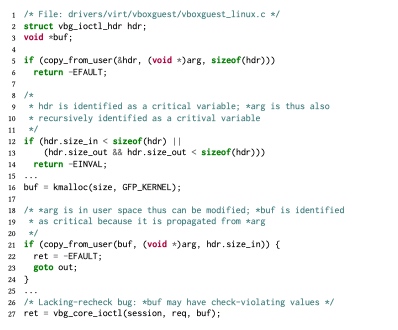 1 /* File: drivers/virt/vboxguest/vboxguest_linux.c */
2 struct vbg_ioctl_hdr hdr;
3 void *buf;
4
5 if (copy_from_user(&hdr, (void *)arg, sizeof(hdr)))
6 return -EFAULT;
7
8 /*
9 * hdr is identified as a critical variable; *arg is thus also
10 * recursively identified as a critival variable
11 */
12 if (hdr.size_in < sizeof(hdr) ||
13 (hdr.size_out && hdr.size_out < sizeof(hdr)))
14 return -EINVAL;
15 ...
16 buf = kmalloc(size, GFP_KERNEL);
17
18 /* *arg is in user space thus can be modified; *buf is identified
19 * as critical because it is propagated from *arg
20 */
21 if (copy_from_user(buf, (void *)arg, hdr.size_in)) {
22 ret = -EFAULT;
23 goto out;
24 }
25 ...
26 /* Lacking-recheck bug: *buf may have check-violating values */
27 ret = vbg_core_ioctl(session, req, buf);